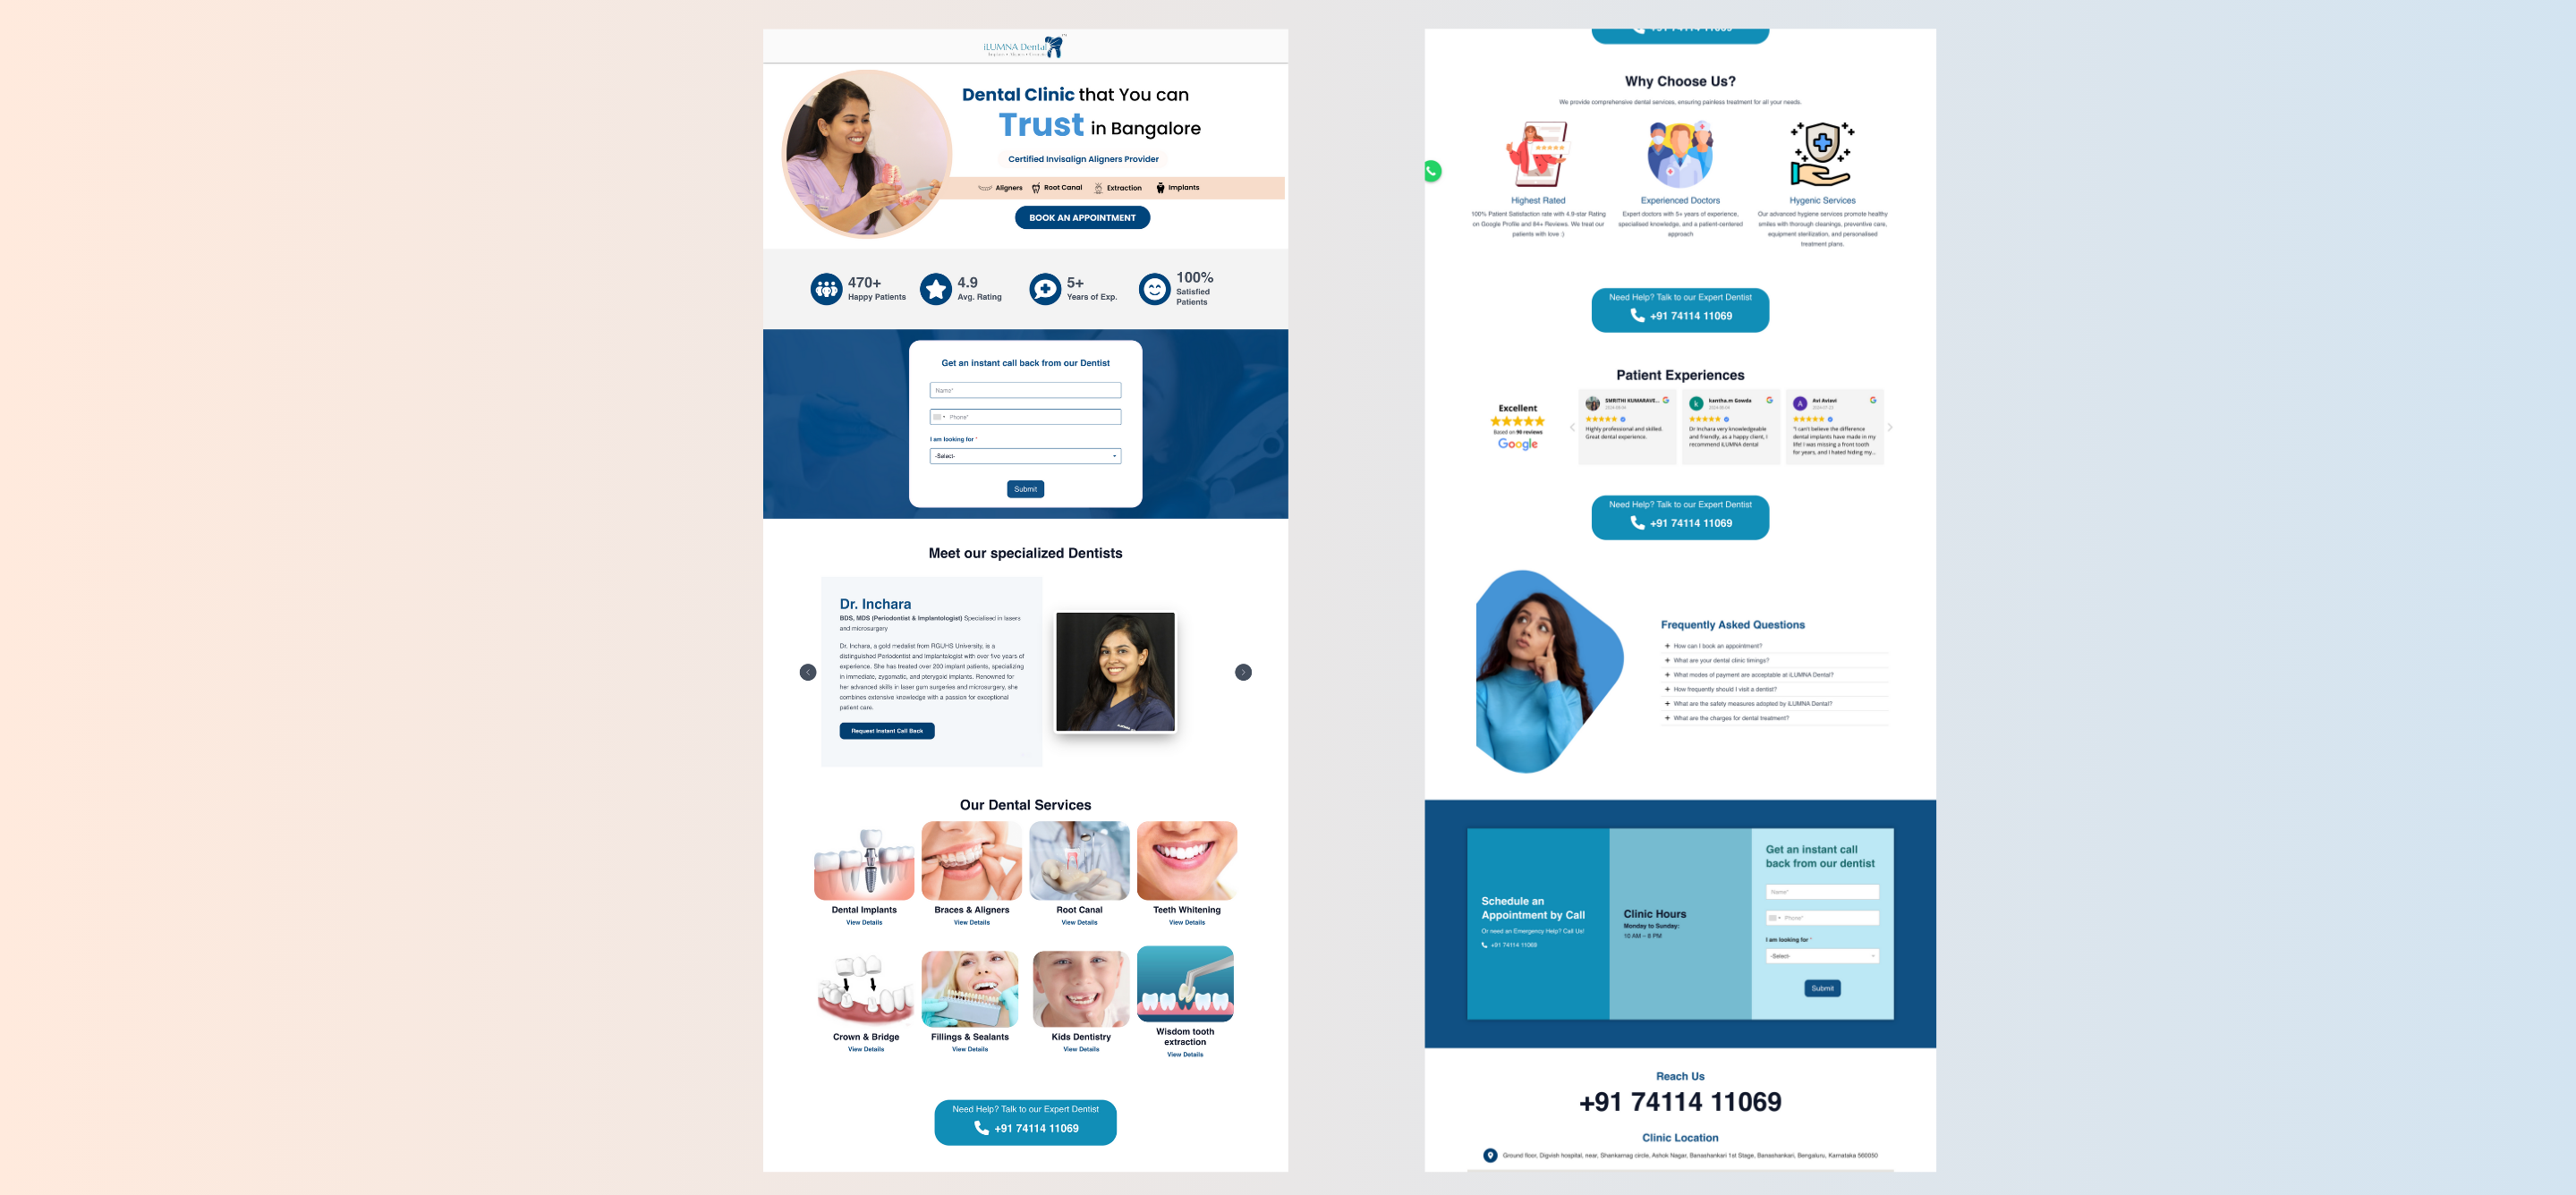 iLUMNA Dental
Dental Clinic that You can
Trust in Bangalore
Certified Invisalign Aligners Provider
Aligners
Root Canal
Extraction
Implants
BOOK AN APPOINTMENT
470+
Happy Patients
4.9
Avg. Rating
5+
Years of Exp.
100%
Satisfied
Patients
Get an instant call back from our Dentist
Name*
Phone*
I am looking for *
-Select-
Submit
Meet our specialized Dentists
Dr. Inchara
BDS, MDS (Periodontist & Implantologist) Specialised in lasers
and microsurgery
Dr. Inchara, a gold medalist from RGUHS University, is a
distinguished Periodontist and Implantologist with over five years of
experience. She has treated over 200 implant patients, specializing
in immediate, zygomatic, and pterygoid implants. Renowned for
her advanced skills in laser gum surgeries and microsurgery, she
combines extensive knowledge with a passion for exceptional
patient care.
Request Instant Call Back
Our Dental Services
Dental Implants
View Details
Braces & Aligners
View Details
Root Canal
View Details
Teeth Whitening
View Details
Crown & Bridge
View Details
Fillings & Sealants
View Details
Kids Dentistry
View Details
Wisdom tooth
extraction
View Details
Need Help? Talk to our Expert Dentist
+91 74114 11069
+91 74114 11069
Why Choose Us?
We provide comprehensive dental services, ensuring painless treatment for all your needs.
Highest Rated
100% Patient Satisfaction rate with 4.9-star Rating
on Google Profile and 84+ Reviews. We treat our
patients with love :)
Experienced Doctors
Expert doctors with 5+ years of experience,
specialised knowledge, and a patient-centered
approach
Hygenic Services
Our advanced hygiene services promote healthy
smiles with thorough cleanings, preventive care,
equipment sterilization, and personalised
treatment plans.
Need Help? Talk to our Expert Dentist
+91 74114 11069
Patient Experiences
Excellent
Based on 90 reviews
Google
SMRITHI KUMARAVE...
2024-08-04
Highly professional and skilled.
Great dental experience.
k
kantha.m Gowda
2024-08-04
Dr Inchara very knowledgeable
and friendly, as a happy client, I
recommend iLUMNA dental
A
Avi Aviavi
2024-07-23
"I can't believe the difference
dental implants have made in my
life! I was missing a front tooth
for years, and I hated hiding my...
Need Help? Talk to our Expert Dentist
+91 74114 11069
Frequently Asked Questions
+ How can I book an appointment?
+ What are your dental clinic timings?
+ What modes of payment are acceptable at iLUMNA Dental?
+ How frequently should I visit a dentist?
+ What are the safety measures adopted by iLUMNA Dental?
+ What are the charges for dental treatment?
Schedule an
Appointment by Call
Or need an Emergency Help? Call Us!
+91 74114 11069
Clinic Hours
Monday to Sunday:
10 AM – 8 PM
Get an instant call
back from our dentist
Name*
Phone*
I am looking for *
-Select-
Submit
Reach Us
+91 74114 11069
Clinic Location
Ground floor, Digvish hospital, near, Shankarnag circle, Ashok Nagar, Banashankari 1st Stage, Banashankari, Bengaluru, Karnataka 560050